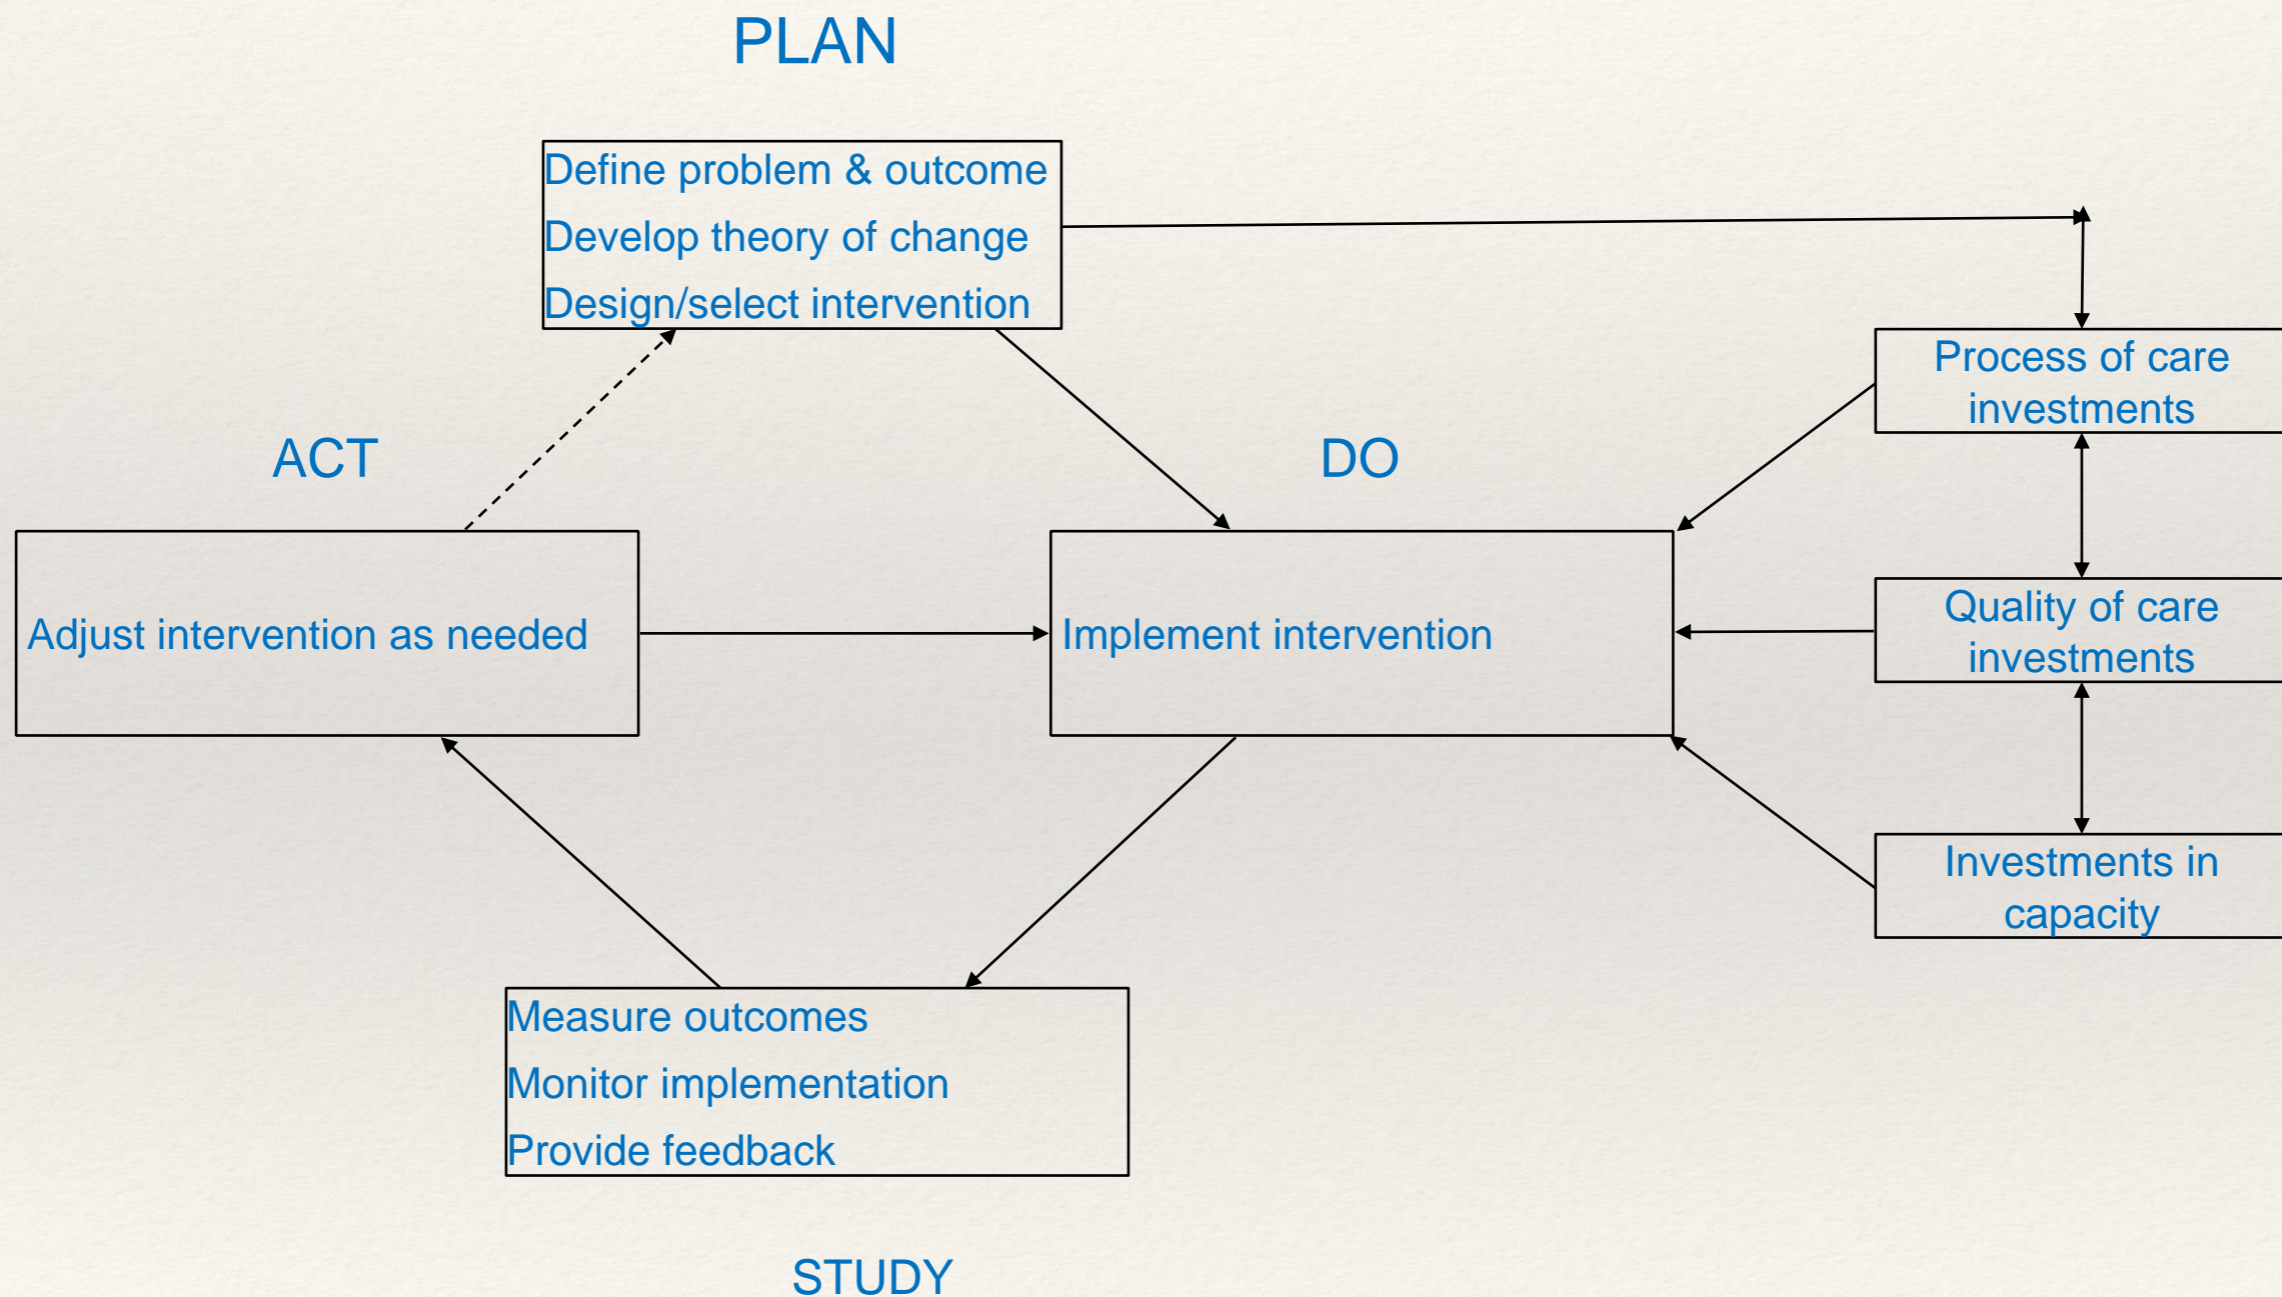 PLAN
Define problem & outcome
Develop theory of change
Design/select intervention
Process of care
investments
ACT
DO
Adjust intervention as needed
Implement intervention
Quality of care
investments
Investments in
capacity
Measure outcomes
Monitor implementation
Provide feedback
STUDY